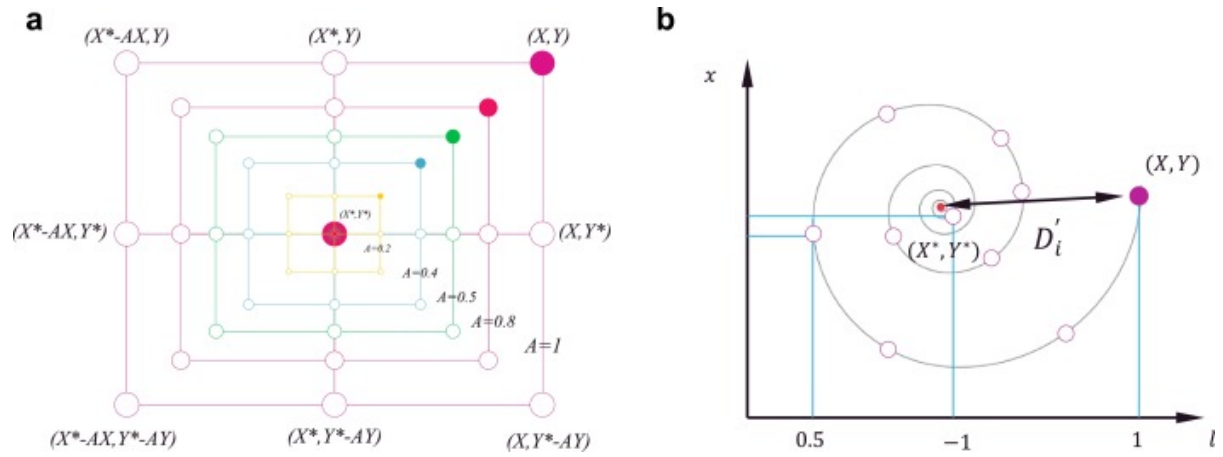 a
(X*-AX,Y)
(X*,Y)
(X,Y)
(X*-AX,Y*)
(X*,Y*)
(X,Y*)
A=0.2
A=0.4
A=0.5
A=0.8
A=1
(X*-AX,Y*-AY)
(X*,Y*-AY)
(X,Y*-AY)
b
x
(X,Y)
(X*,Y*)
D'i
0.5
−1
1
l